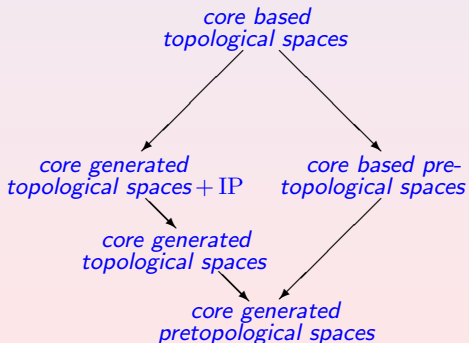 core based
topological spaces
core generated
topological spaces + IP
core based pre-
topological spaces
core generated
topological spaces
core generated
pretopological spaces